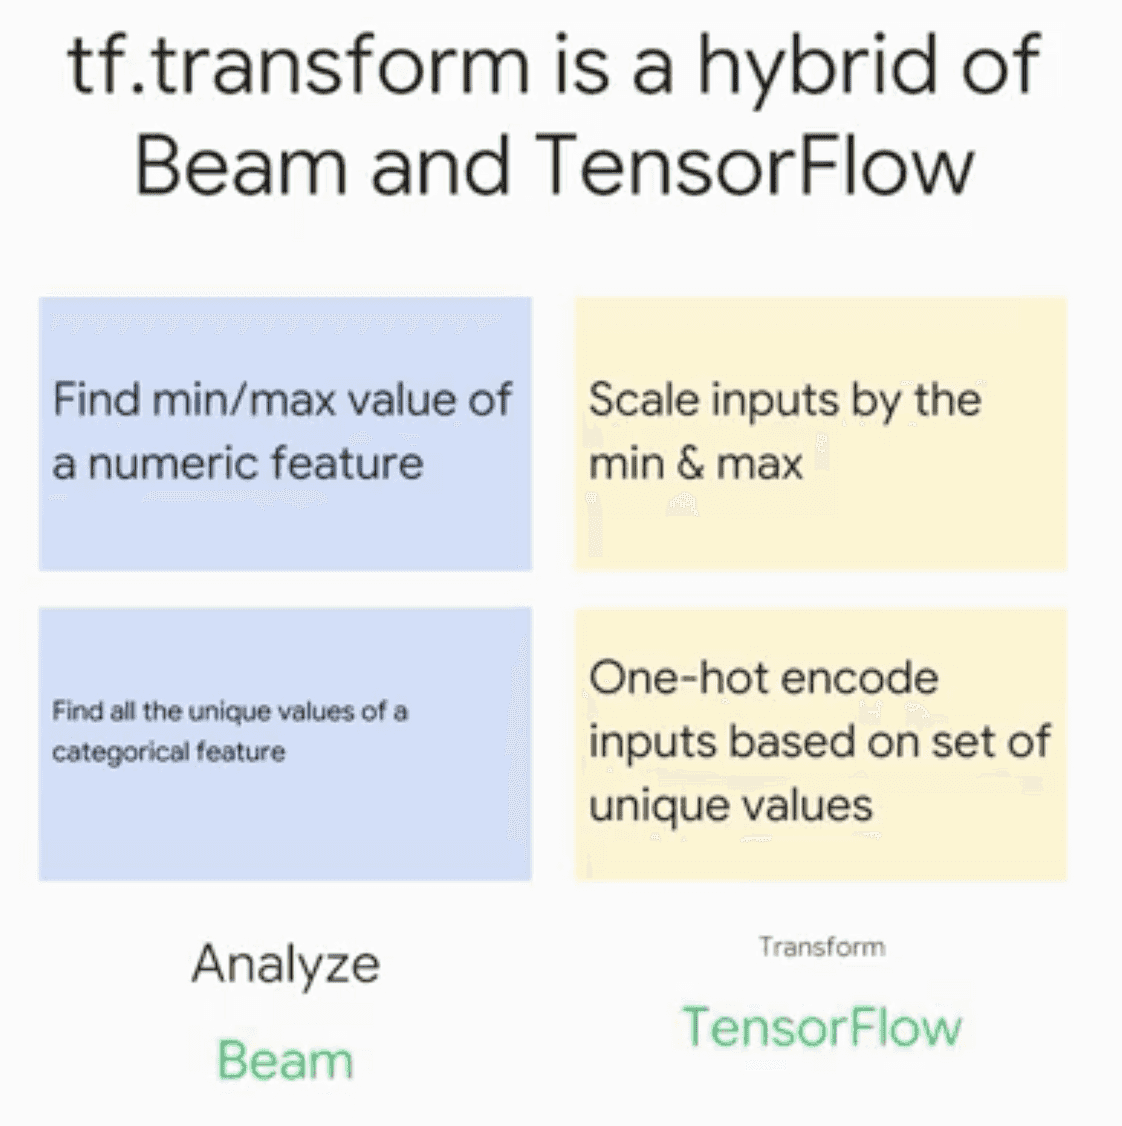 tf.transform is a hybrid of
Beam and TensorFlow
Find min/max value of
a numeric feature
Scale inputs by the
min & max
Find all the unique values of a
categorical feature
One-hot encode
inputs based on set of
unique values
Analyze
Beam
Transform
TensorFlow